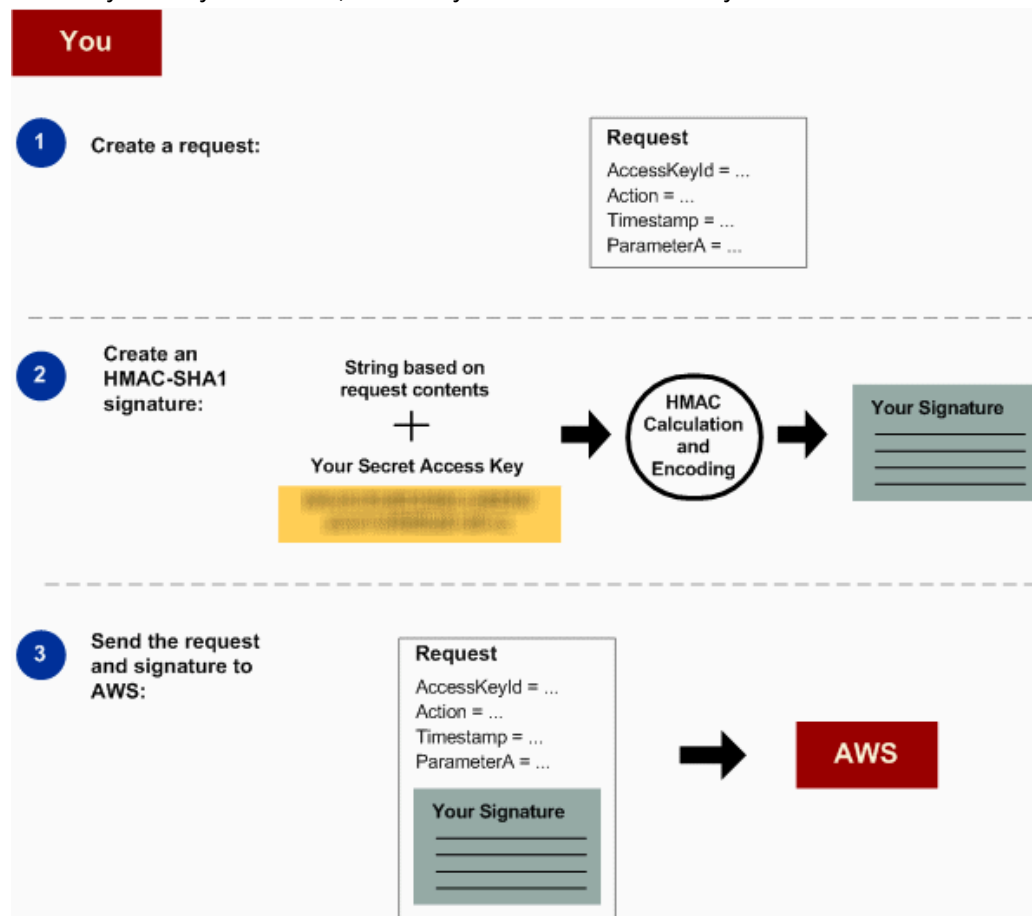 You
1
Create a request:
Request
AccessKeyId = ...
Action = ...
Timestamp = ...
ParameterA = ...
2
Create an
HMAC-SHA1
signature:
String based on
request contents
+
Your Secret Access Key
HMAC
Calculation
and
Encoding
Your Signature
3
Send the request
and signature to
AWS:
Request
AccessKeyId = ...
Action = ...
Timestamp = ...
ParameterA = ...
Your Signature
AWS